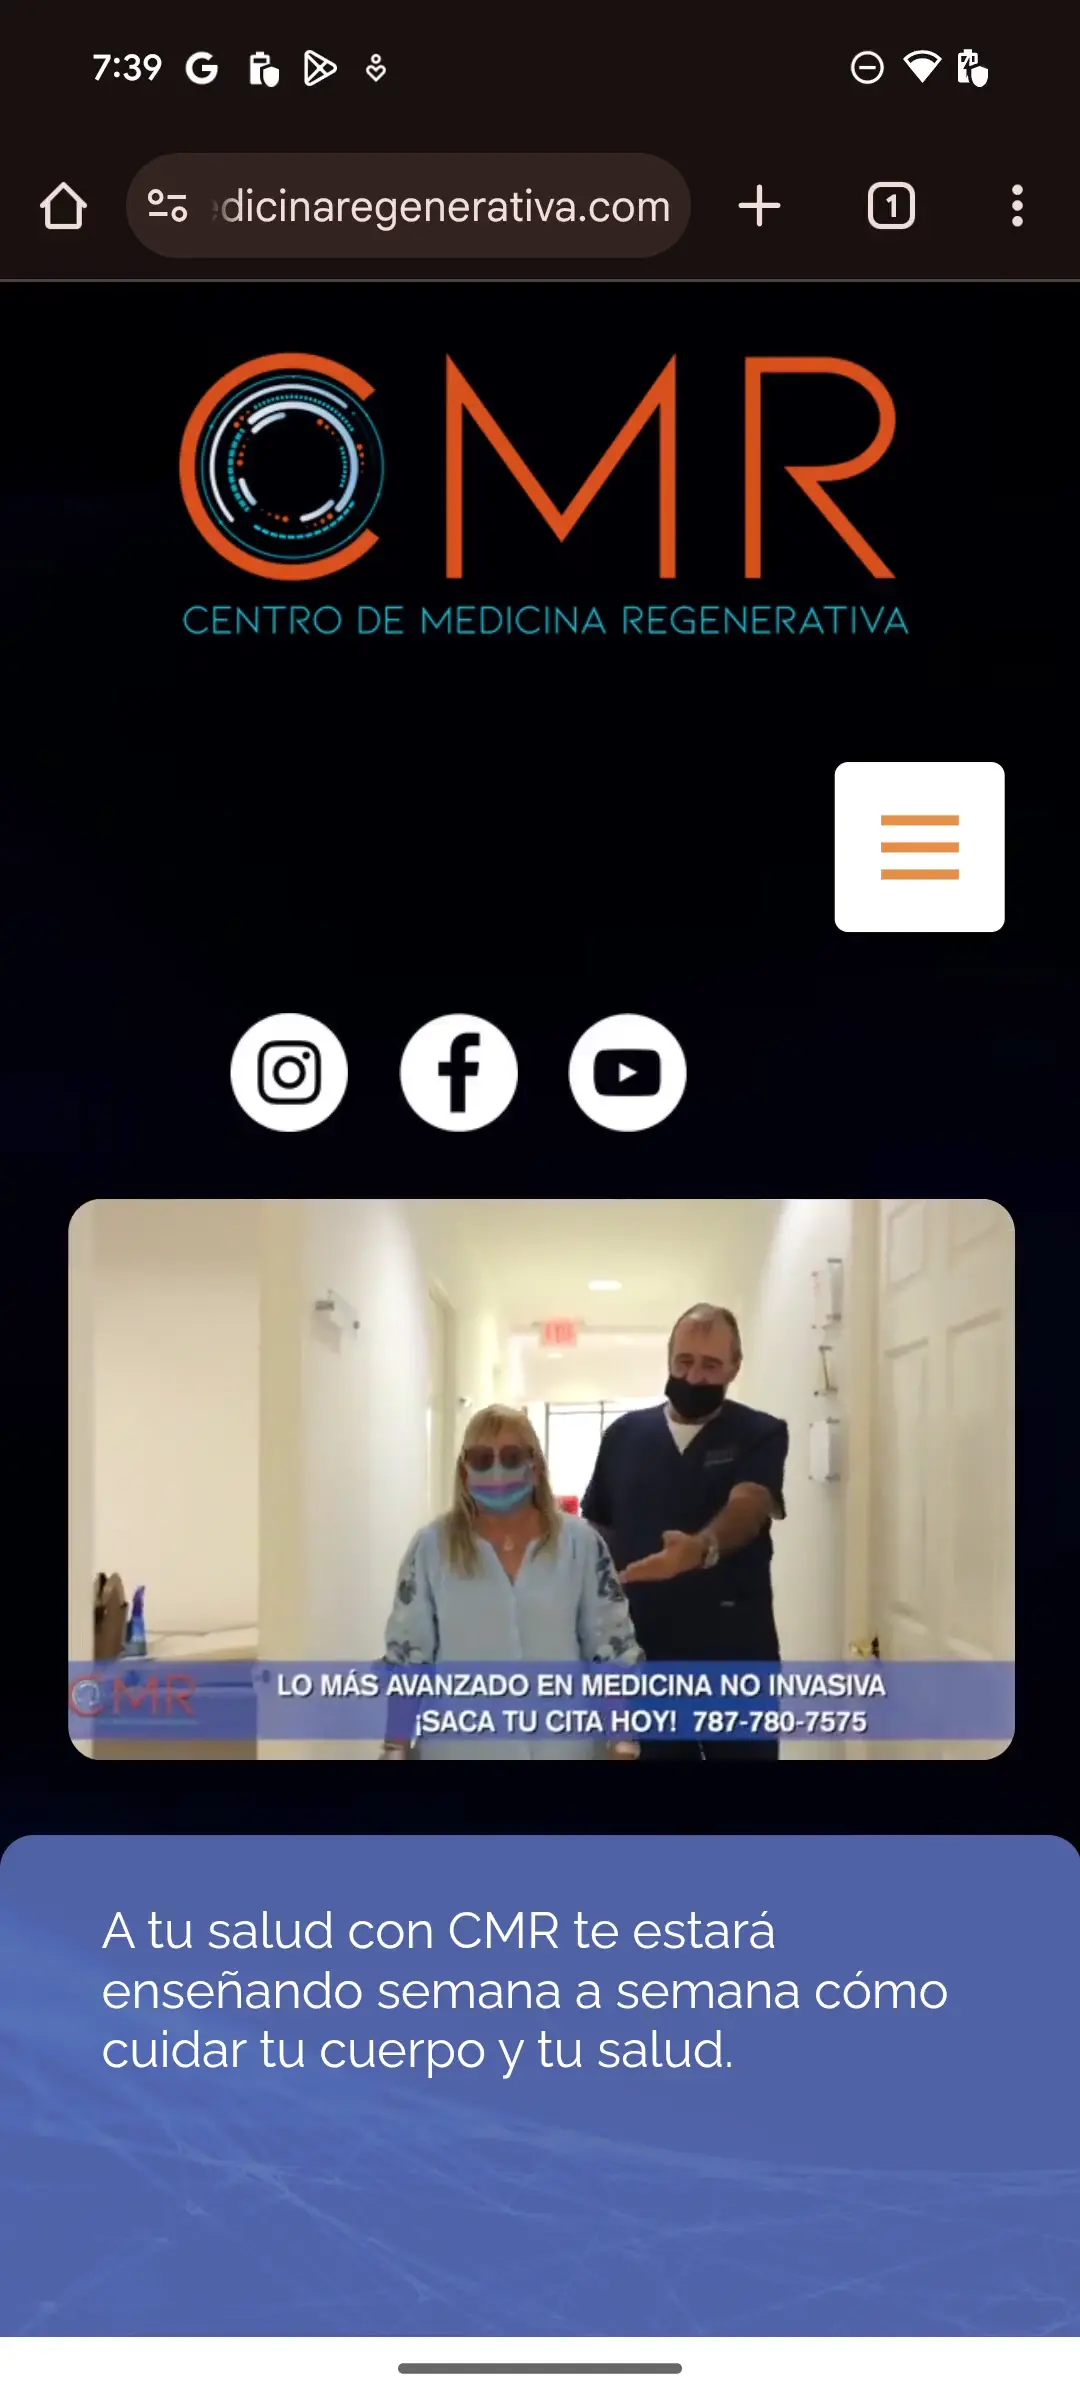 7:39
dicinaregenerativa.com
1
CMR
CENTRO DE MEDICINA REGENERATIVA
EXIT
CMR
LO MÁS AVANZADO EN MEDICINA NO INVASIVA
¡SACA TU CITA HOY! 787-780-7575
A tu salud con CMR te estará
enseñando semana a semana cómo
cuidar tu cuerpo y tu salud.